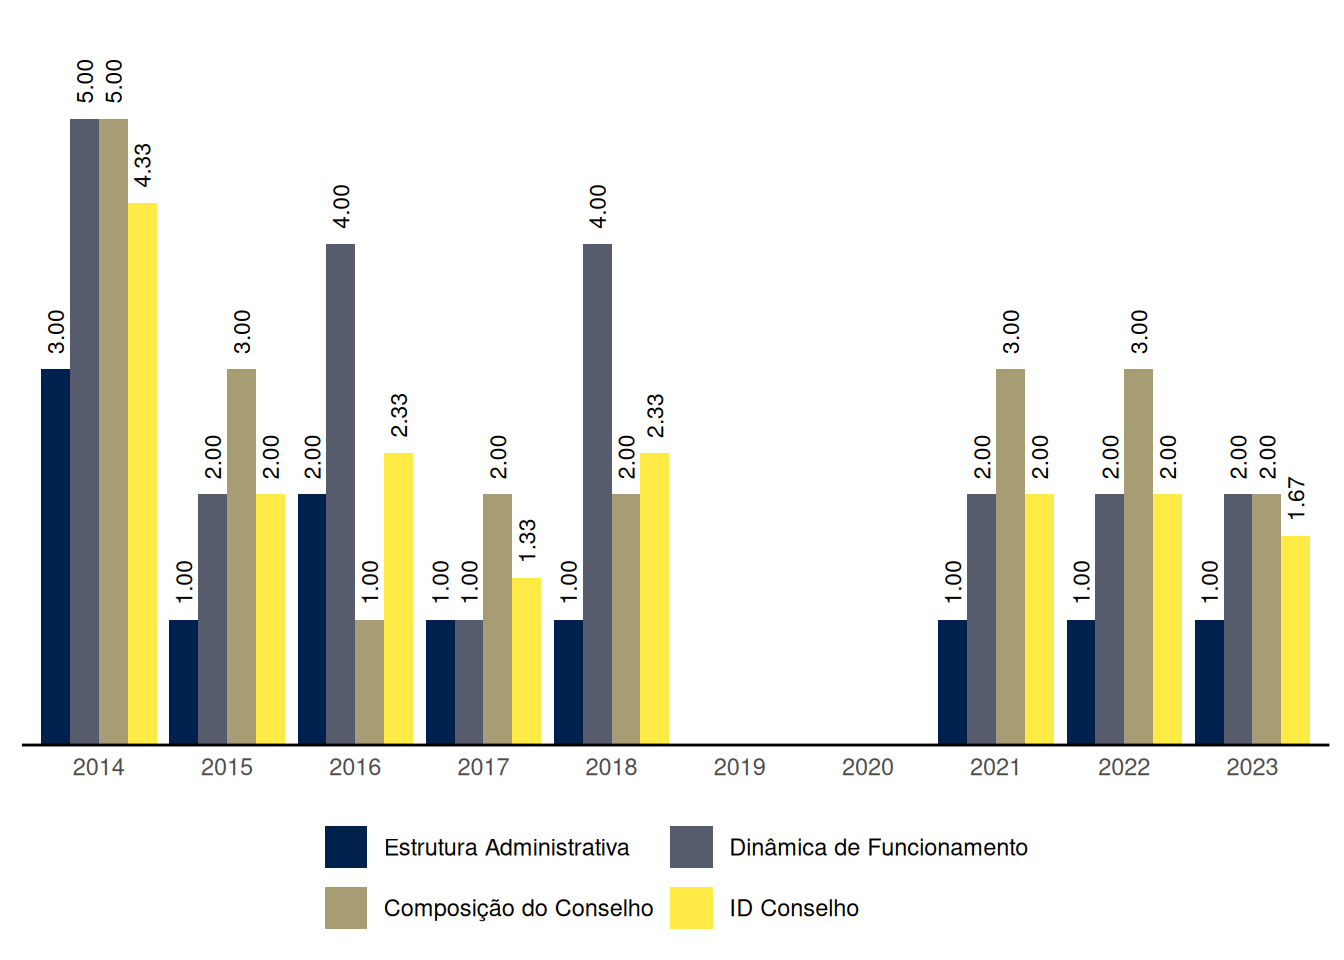 3.00 5.00 5.00 4.33 1.00 2.00 3.00 2.00 2.00 4.00 1.00 2.33 1.00 1.00 2.00 1.33 1.00 4.00 2.00 2.33 1.00 2.00 3.00 2.00 1.00 2.00 3.00 2.00 1.00 2.00 2.00 1.67
2014 2015 2016 2017 2018 2019 2020 2021 2022 2023
Estrutura Administrativa Dinâmica de Funcionamento
Composição do Conselho ID Conselho